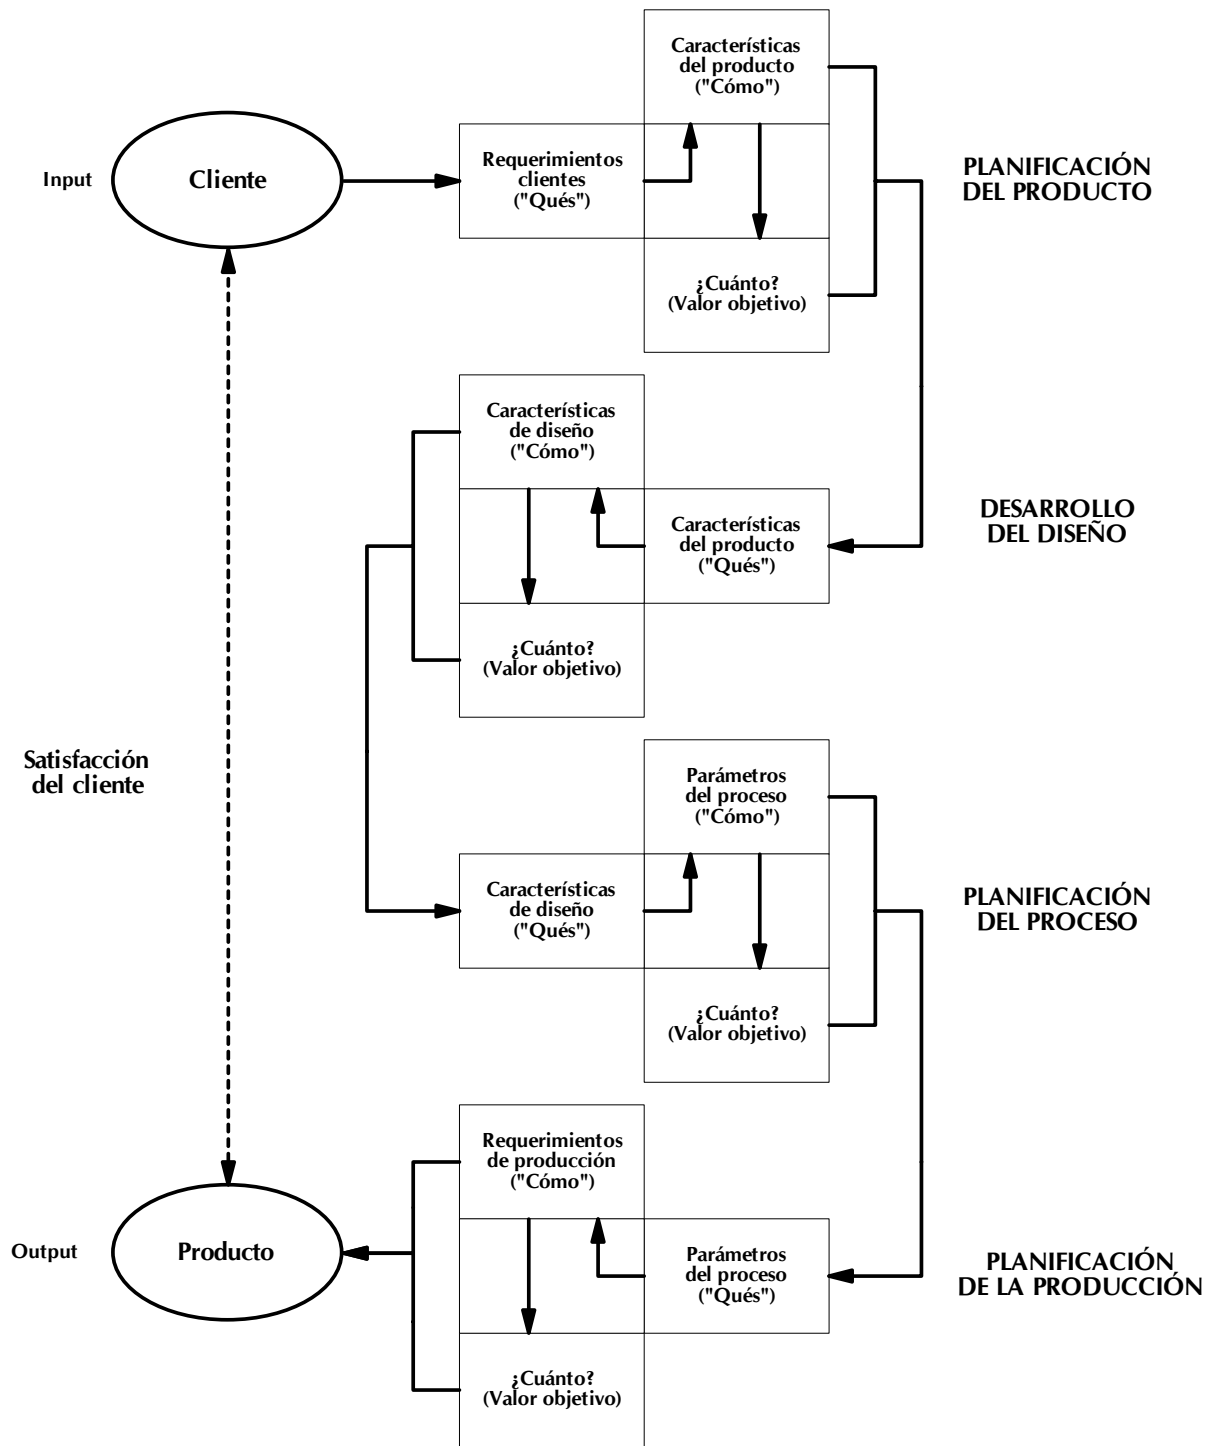 Características
del producto
("Cómo")
Input
Cliente
Requerimientos
clientes
("Qués")
PLANIFICACIÓN
DEL PRODUCTO
¿Cuánto?
(Valor objetivo)
Características
de diseño
("Cómo")
Características
del producto
("Qués")
DESARROLLO
DEL DISEÑO
¿Cuánto?
(Valor objetivo)
Satisfacción
del cliente
Parámetros
del proceso
("Cómo")
Características
de diseño
("Qués")
PLANIFICACIÓN
DEL PROCESO
¿Cuánto?
(Valor objetivo)
Requerimientos
de producción
("Cómo")
Output
Producto
Parámetros
del proceso
("Qués")
PLANIFICACIÓN
DE LA PRODUCCIÓN
¿Cuánto?
(Valor objetivo)